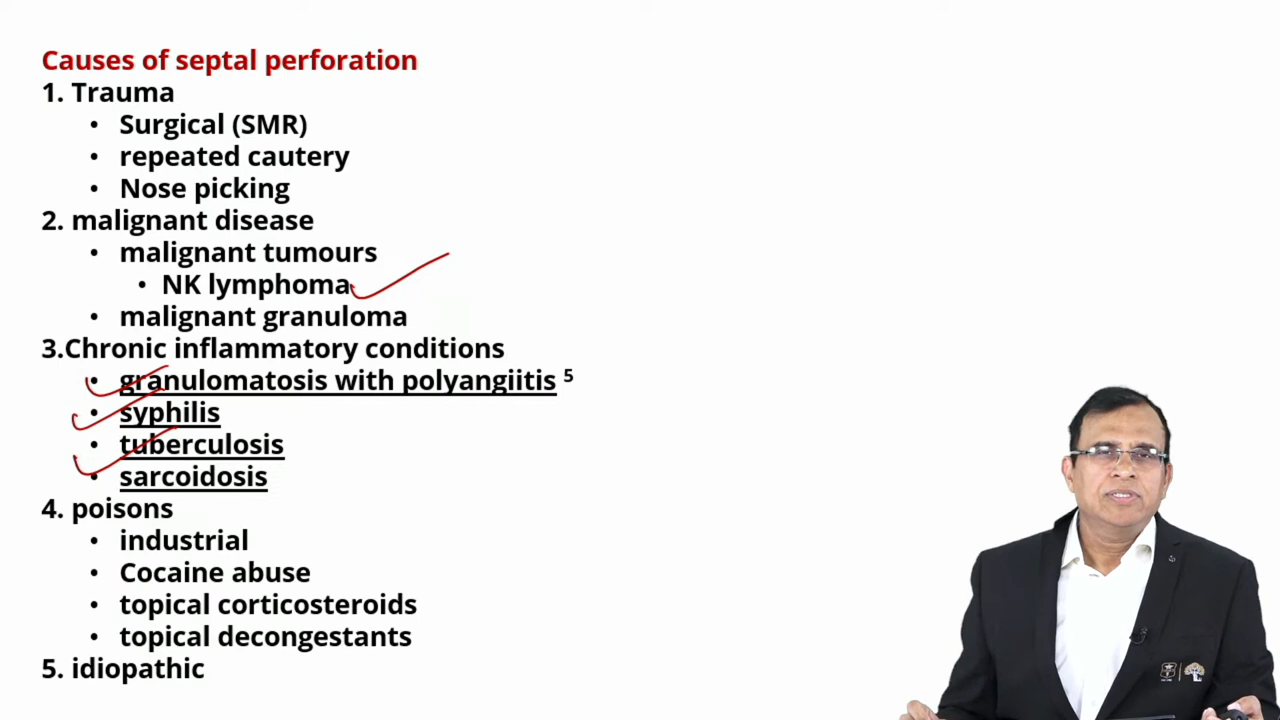 Causes of septal perforation
1. Trauma
• Surgical (SMR)
• repeated cautery
• Nose picking
2. malignant disease
• malignant tumours
• NK lymphoma
• malignant granuloma
3.Chronic inflammatory conditions
• granulomatosis with polyangiitis 5
• syphilis
• tuberculosis
• sarcoidosis
4. poisons
• industrial
• Cocaine abuse
• topical corticosteroids
• topical decongestants
5. idiopathic